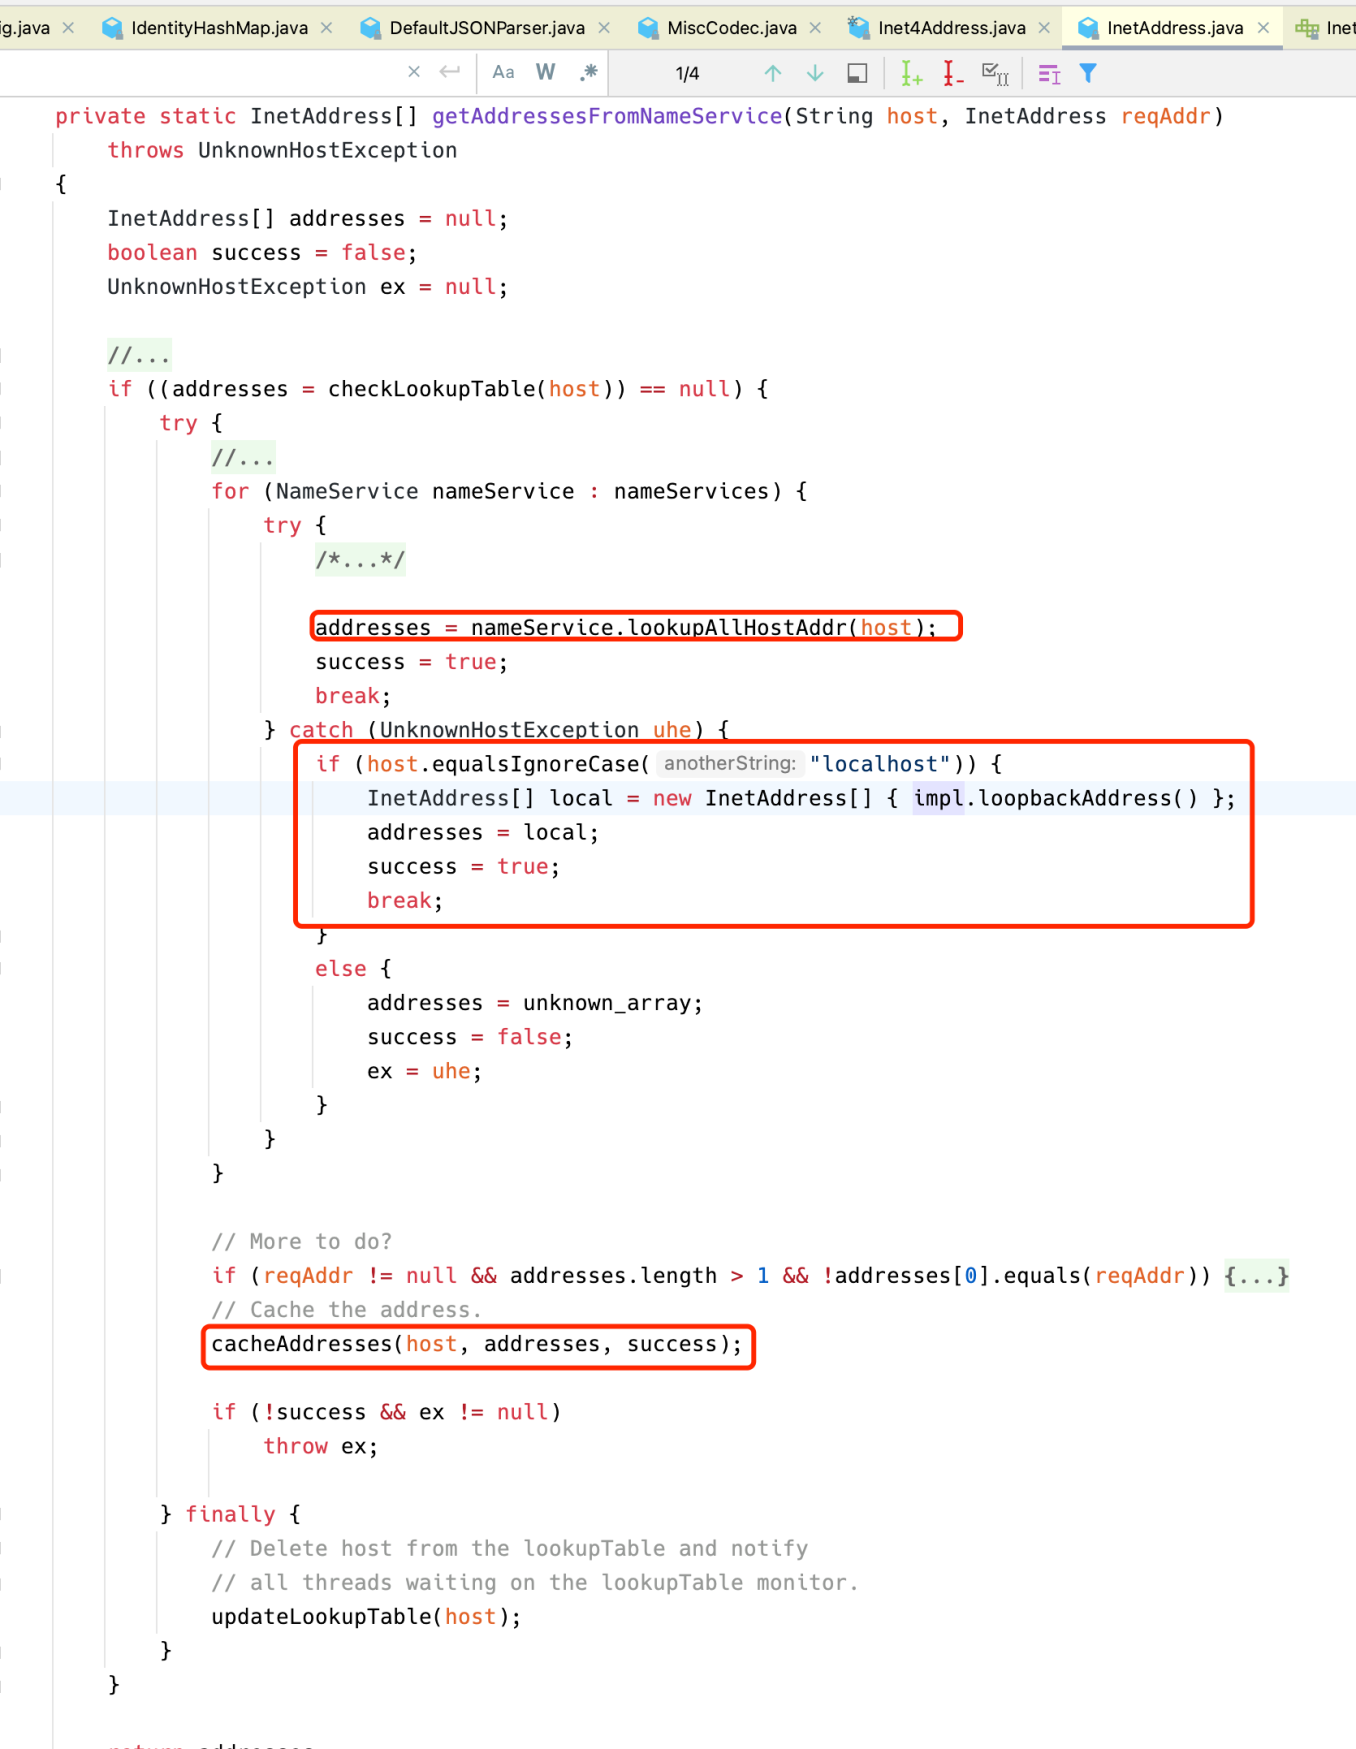 ig.java × IdentityHashMap.java × DefaultJSONParser.java × MiscCodec.java × Inet4Address.java × InetAddress.java ×
Aa W .* 1/4
private static InetAddress[] getAddressesFromNameService(String host, InetAddress reqAddr)
throws UnknownHostException
{
InetAddress[] addresses = null;
boolean success = false;
UnknownHostException ex = null;
//...
if ((addresses = checkLookupTable(host)) == null) {
try {
//...
for (NameService nameService : nameServices) {
try {
/*...*/
addresses = nameService.lookupAllHostAddr(host);
success = true;
break;
} catch (UnknownHostException uhe) {
if (host.equalsIgnoreCase( anotherString: "localhost")) {
InetAddress[] local = new InetAddress[] { impl.loopbackAddress() };
addresses = local;
success = true;
break;
}
else {
addresses = unknown_array;
success = false;
ex = uhe;
}
}
}
// More to do?
if (reqAddr != null && addresses.length > 1 && !addresses[0].equals(reqAddr)) {...}
// Cache the address.
cacheAddresses(host, addresses, success);
if (!success && ex != null)
throw ex;
} finally {
// Delete host from the lookupTable and notify
// all threads waiting on the lookupTable monitor.
updateLookupTable(host);
}
}